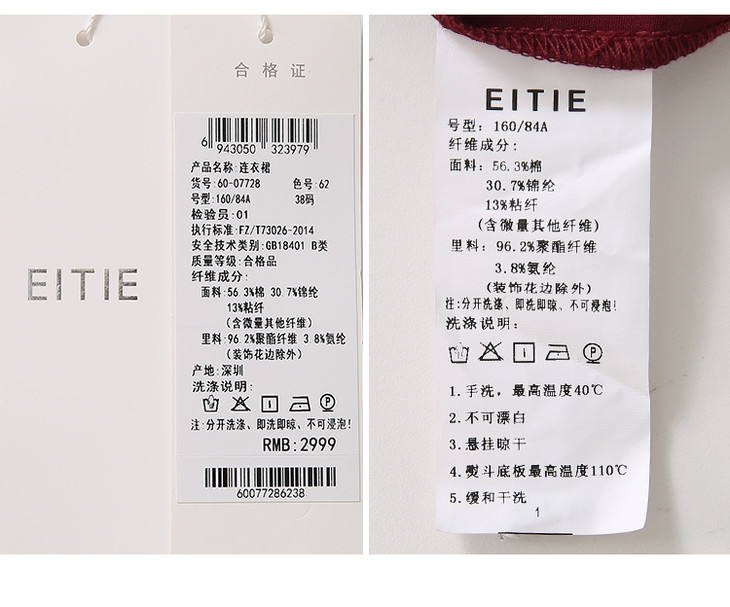 EITIE
合格证
6 943050 323979
产品名称:连衣裙
货号:60-07728 色号:62
号型:160/84A 38码
检验员:01
执行标准:FZ/T73026-2014
安全技术类别:GB18401 B类
质量等级:合格品
纤维成分:
面料:56.3%棉 30.7%锦纶
13%粘纤
(含微量其他纤维)
里料:96.2%聚酯纤维 3.8%氨纶
(装饰花边除外)
产地:深圳
洗涤说明:
注:分开洗涤、即洗即晾、不可浸泡!
RMB:2999
60077286238
EITIE
号型: 160/84A
纤维成分:
面料: 56.3%棉
30.7%锦纶
13%粘纤
(含微量其他纤维)
里料: 96.2%聚酯纤维
3.8%氨纶
(装饰花边除外)
注:分开洗涤、即洗即晾、不可浸泡!
洗涤说明:
1.手洗,最高温度40℃
2.不可漂白
3.悬挂晾干
4.熨斗底板最高温度110℃
5.缓和干洗
1